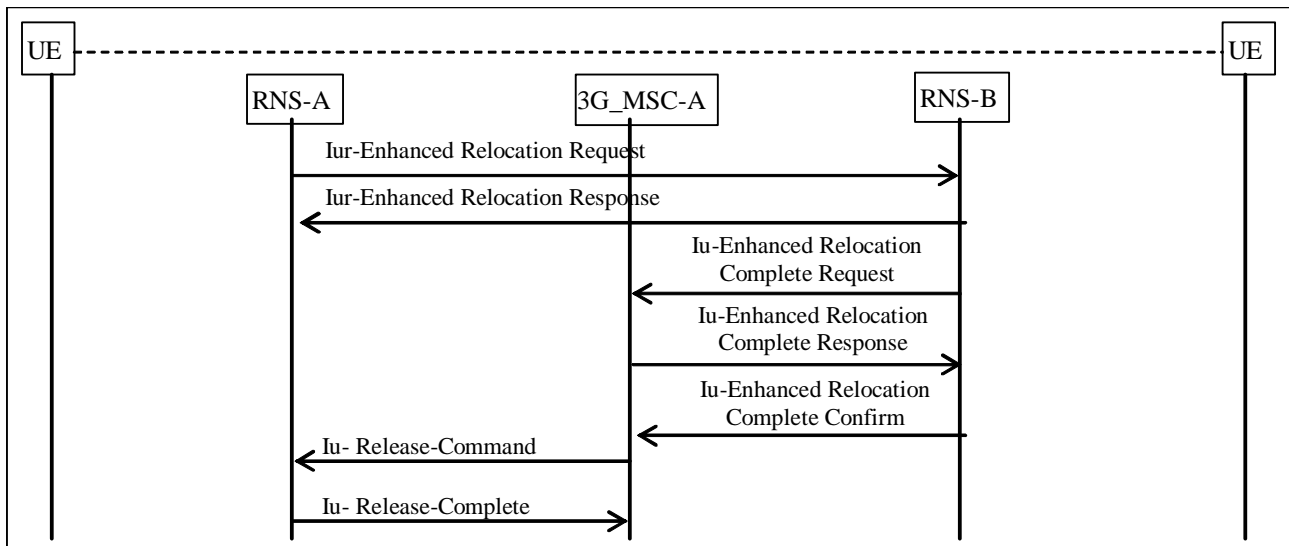 UE
UE
RNS-A
3G_MSC-A
RNS-B
Iur-Enhanced Relocation Request
Iur-Enhanced Relocation Response
Iu-Enhanced Relocation
Complete Request
Iu-Enhanced Relocation
Complete Response
Iu-Enhanced Relocation
Complete Confirm
Iu- Release-Command
Iu- Release-Complete